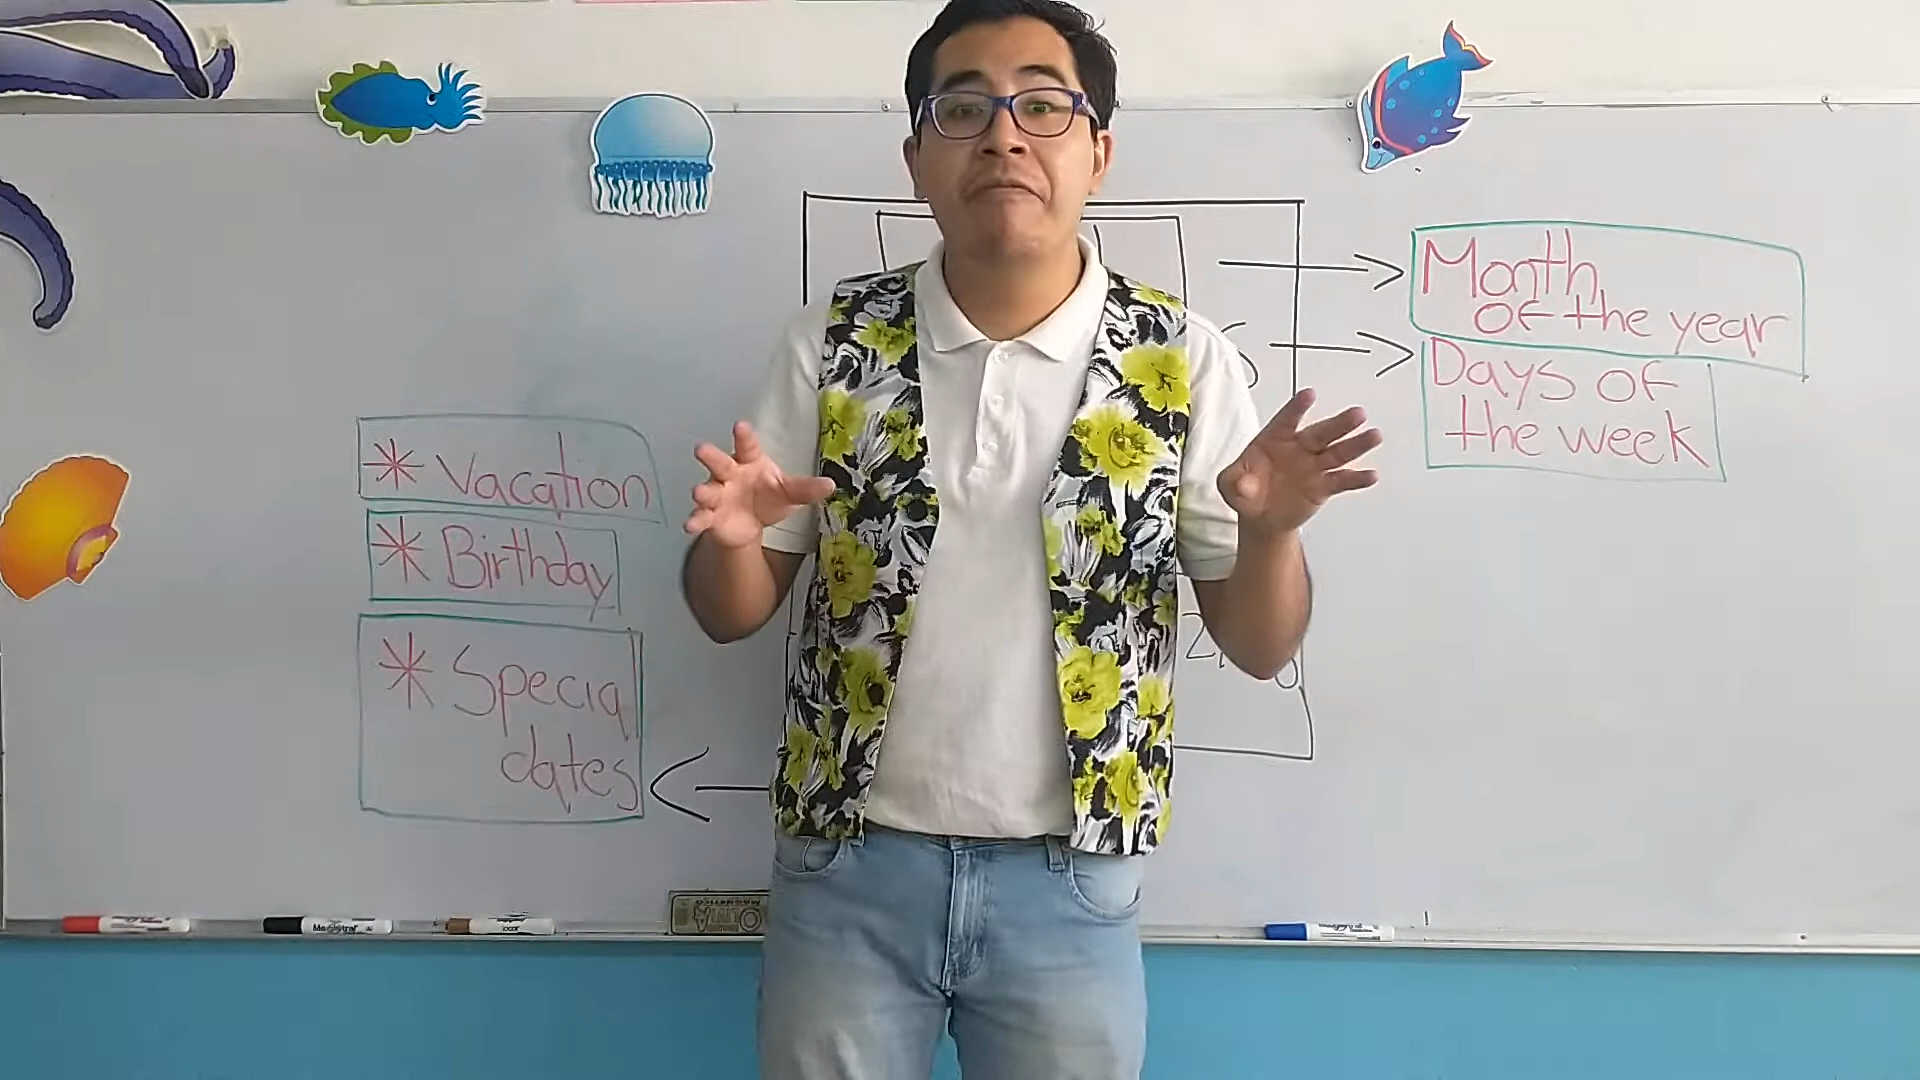 Month
of the year
Days of
the week
* Vacation
* Birthday
* Special
dates